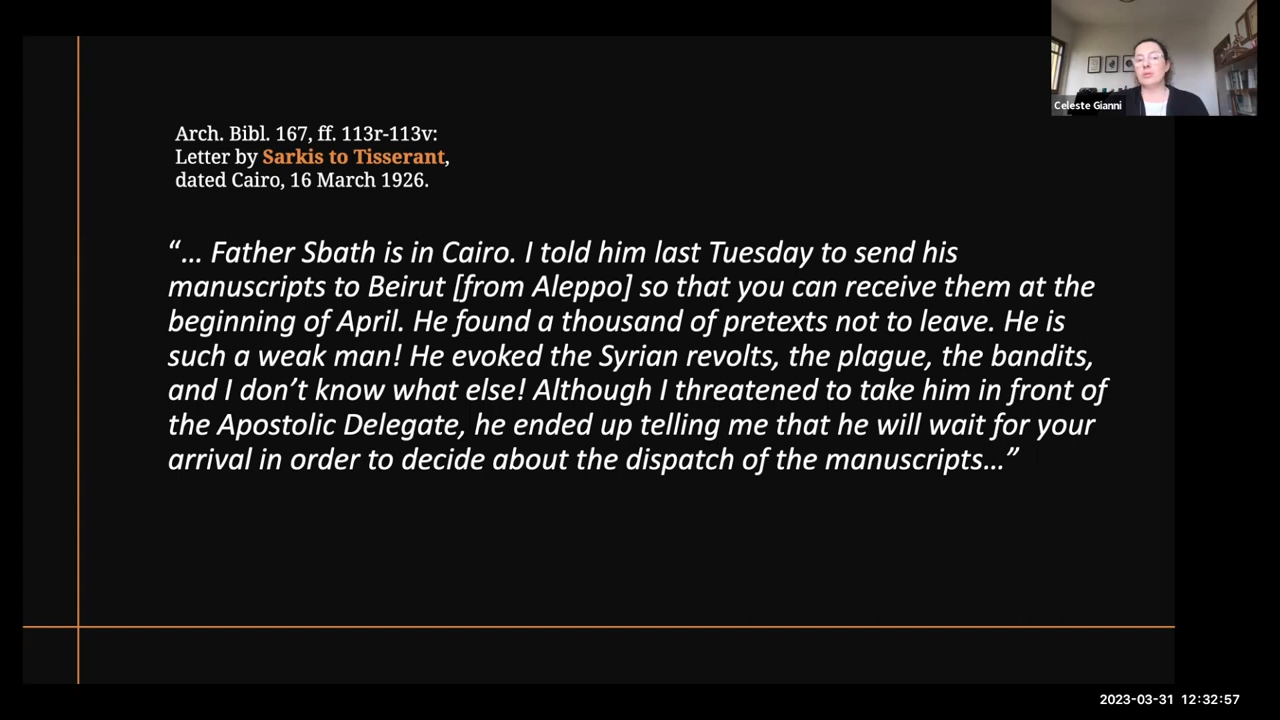 Celeste Gianni
Arch. Bibl. 167, ff. 113r-113v:
Letter by Sarkis to Tisserant,
dated Cairo, 16 March 1926.
“… Father Sbath is in Cairo. I told him last Tuesday to send his
manuscripts to Beirut [from Aleppo] so that you can receive them at the
beginning of April. He found a thousand of pretexts not to leave. He is
such a weak man! He evoked the Syrian revolts, the plague, the bandits,
and I don’t know what else! Although I threatened to take him in front of
the Apostolic Delegate, he ended up telling me that he will wait for your
arrival in order to decide about the dispatch of the manuscripts…”
2023-03-31 12:32:57